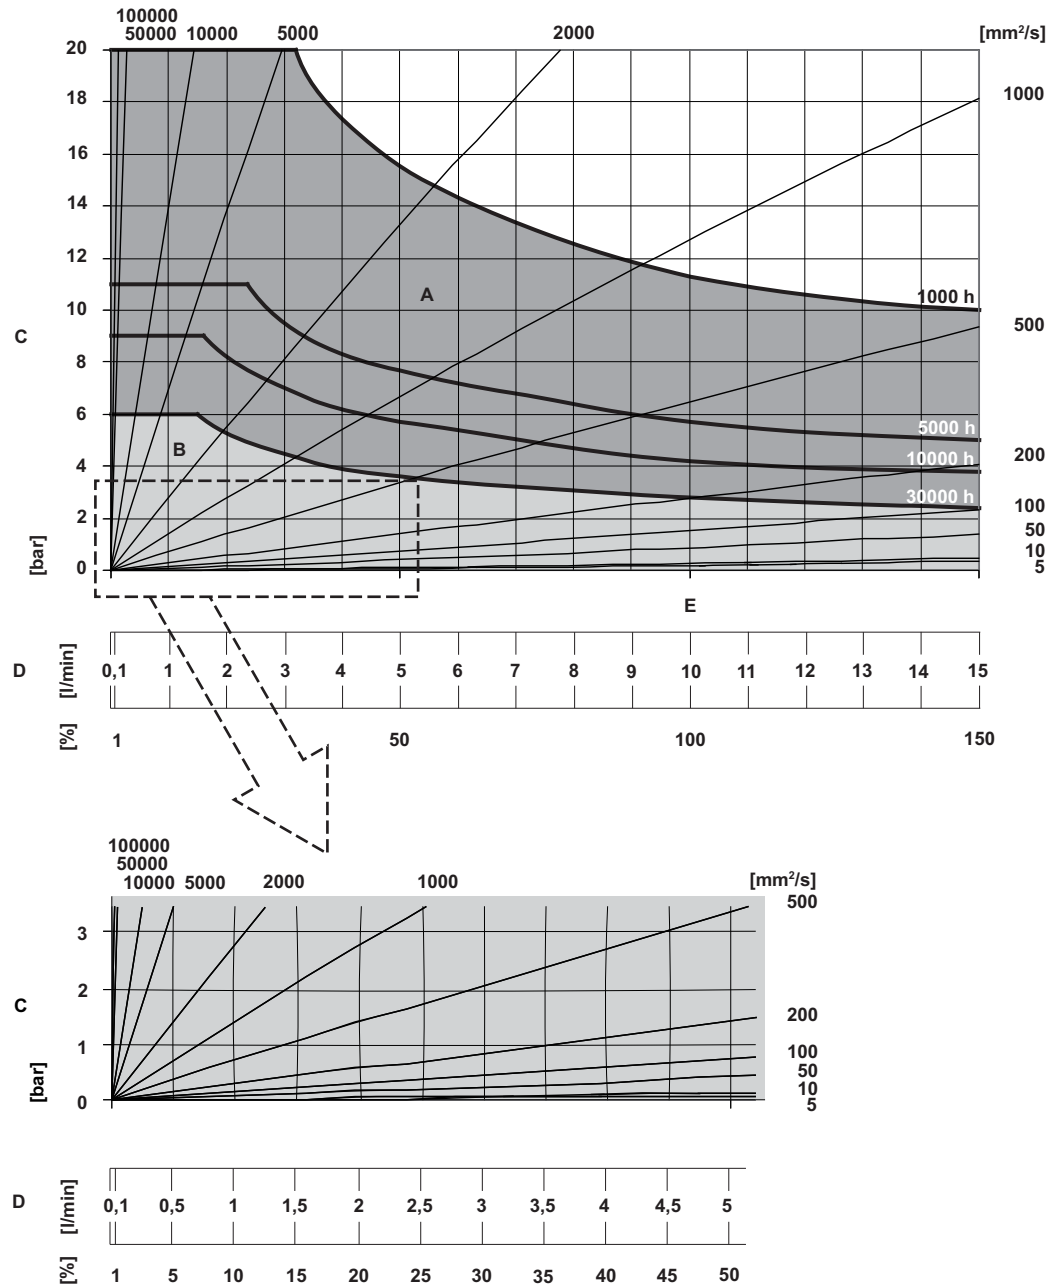 100000
50000 10000 5000 2000 [mm²/s]
20
18
1000
16
14
12
A
10
1000 h
C
500
8
6
5000 h
B
10000 h
200
4
30000 h
100
2
50
10
[bar]
0
5
E
D [l/min] 0,1 1 2 3 4 5 6 7 8 9 10 11 12 13 14 15
[%] 1 50 100 150
100000
50000
10000 5000 2000 1000 [mm²/s]
500
3
2
C
200
1
100
50
[bar]
10
0
5
D [l/min] 0,1 0,5 1 1,5 2 2,5 3 3,5 4 4,5 5
[%] 1 5 10 15 20 25 30 35 40 45 50